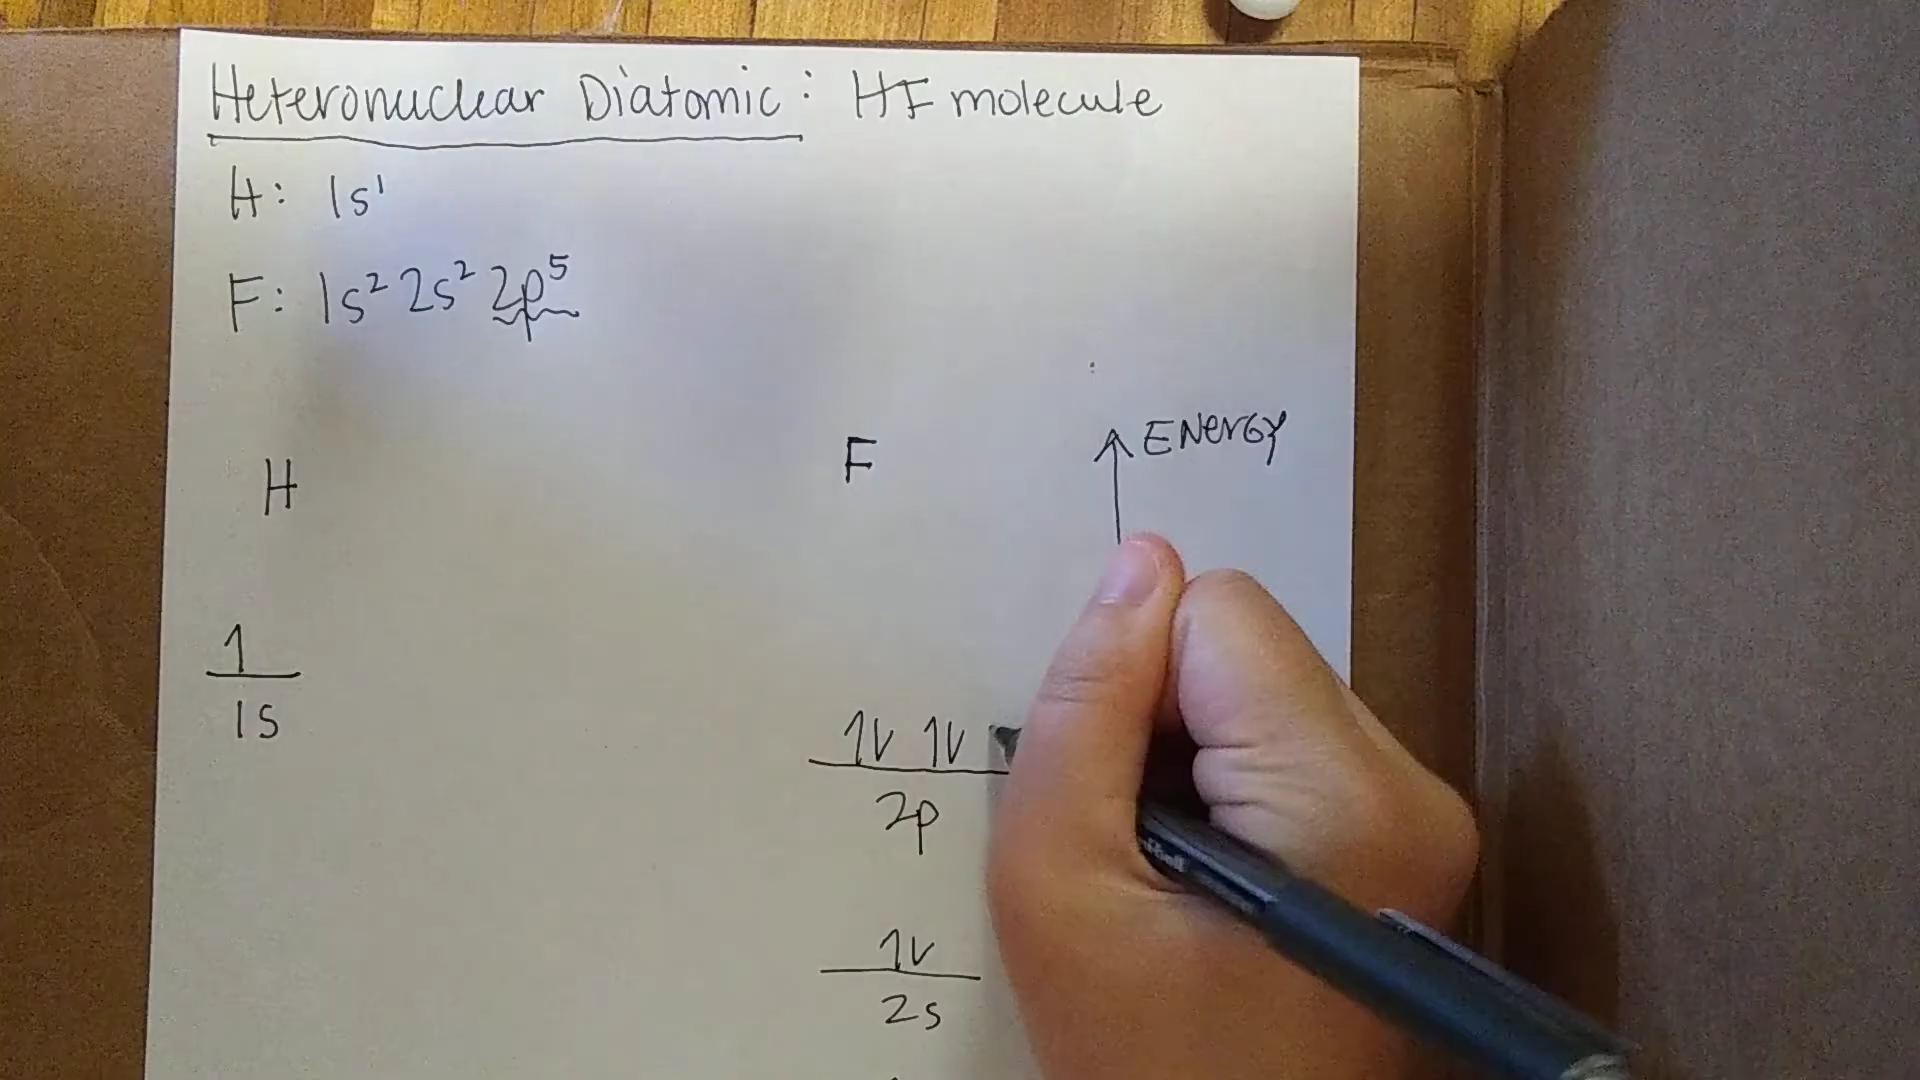 Heteronuclear Diatomic: HF molecule
H: 1s¹
F: 1s² 2s² 2p⁵
H
F
ENERGY
1
1s
1V 1V
2p
1V
2s